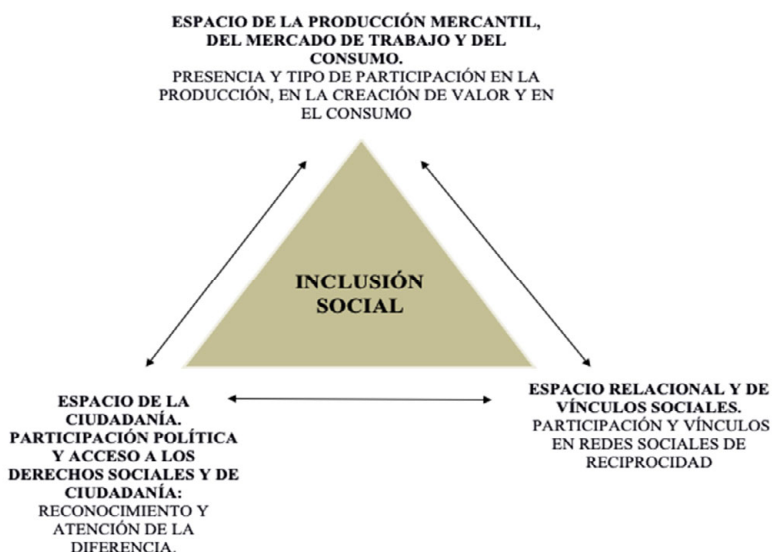 ESPACIO DE LA PRODUCCIÓN MERCANTIL,
DEL MERCADO DE TRABAJO Y DEL
CONSUMO.
PRESENCIA Y TIPO DE PARTICIPACIÓN EN LA
PRODUCCIÓN, EN LA CREACIÓN DE VALOR Y EN
EL CONSUMO
INCLUSIÓN
SOCIAL
ESPACIO DE LA
CIUDADANÍA.
PARTICIPACIÓN POLÍTICA
Y ACCESO A LOS
DERECHOS SOCIALES Y DE
CIUDADANÍA:
RECONOCIMIENTO Y
ATENCIÓN DE LA
DIFERENCIA.
ESPACIO RELACIONAL Y DE
VÍNCULOS SOCIALES.
PARTICIPACIÓN Y VÍNCULOS
EN REDES SOCIALES DE
RECIPROCIDAD